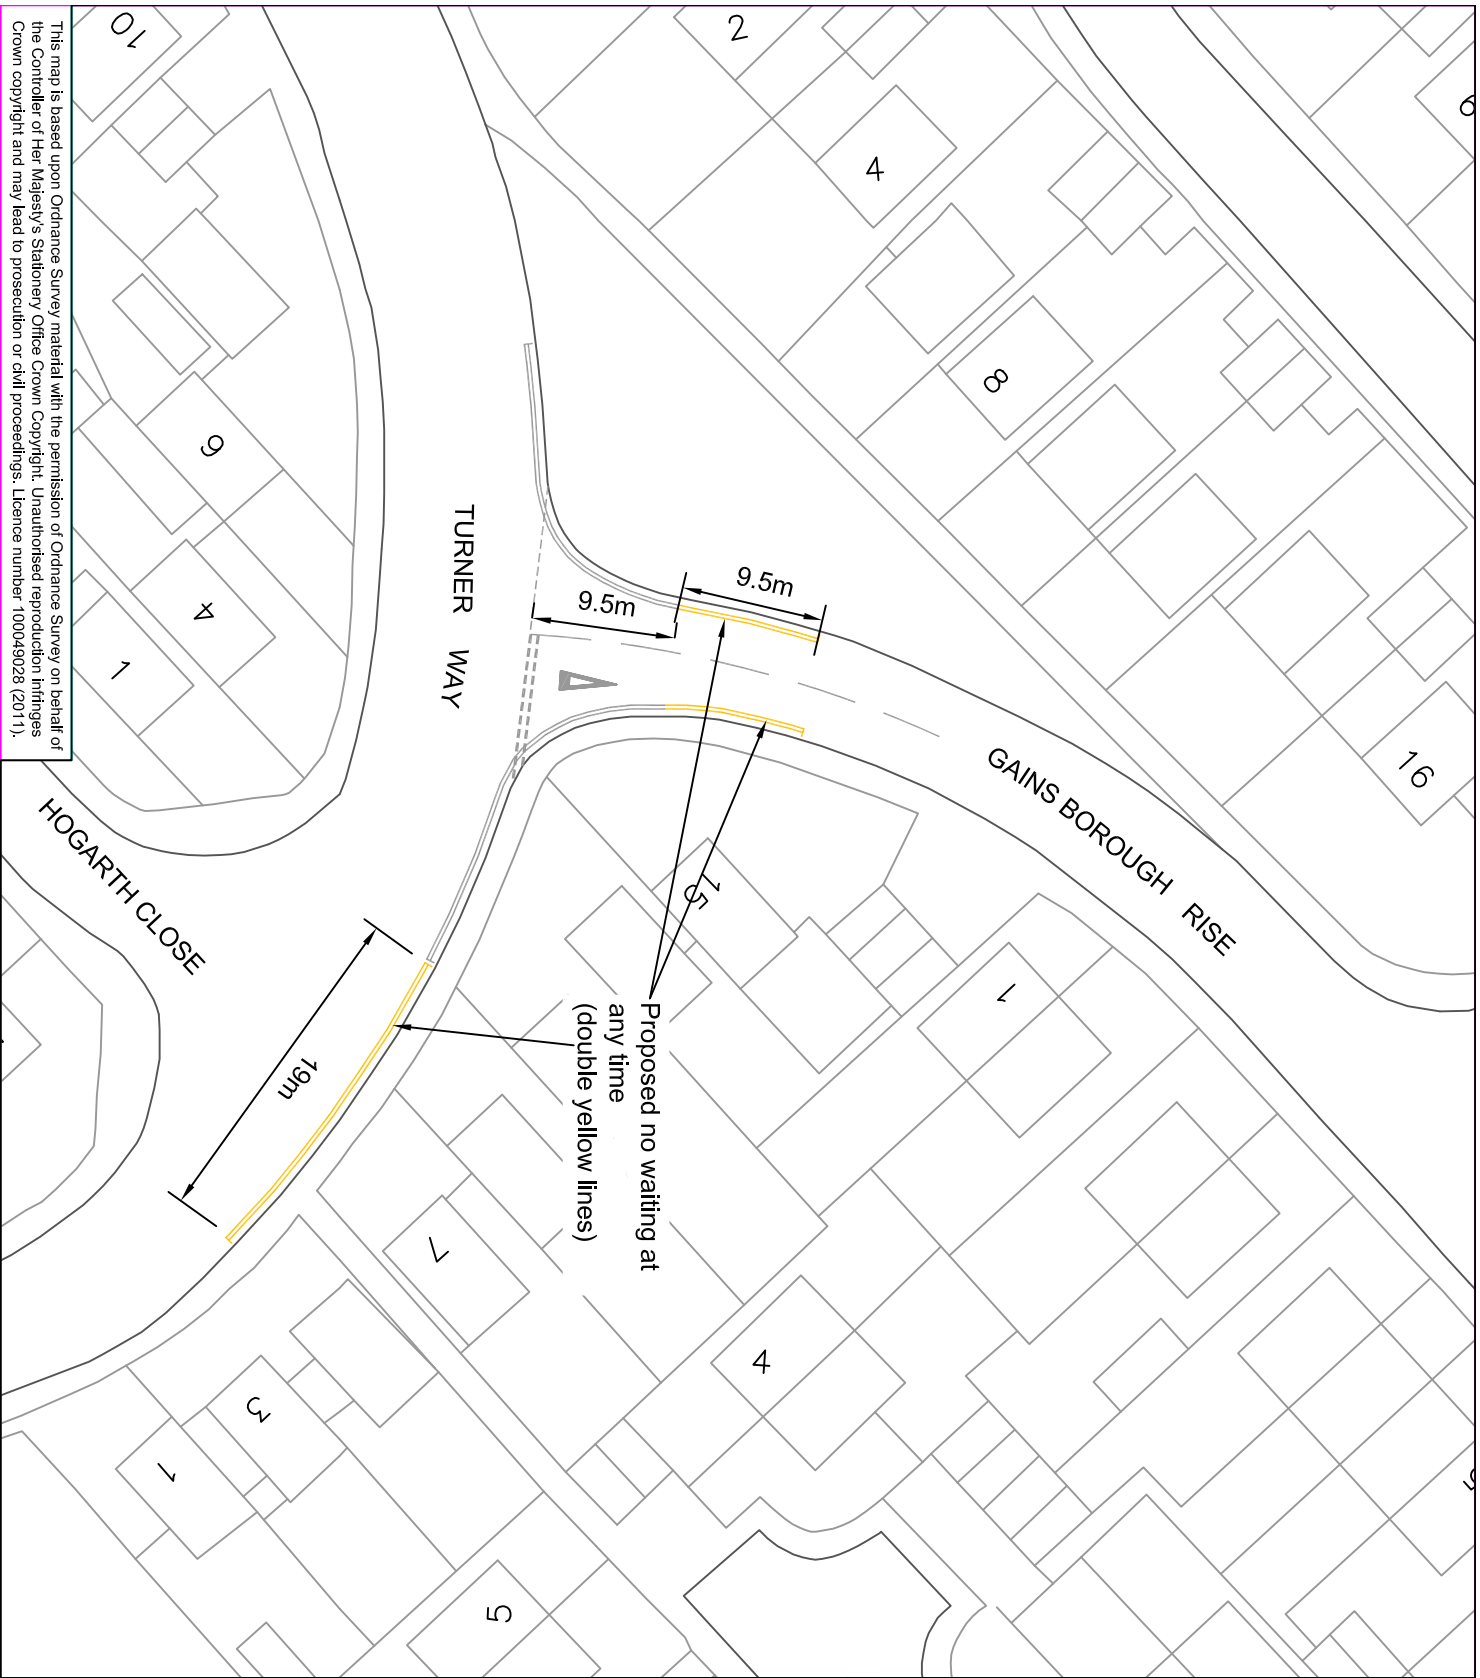 This map is based upon Ordnance Survey material with the permission of Ordnance Survey on behalf of
the Controller of Her Majesty's Stationery Office Crown Copyright. Unauthorised reproduction infringes
Crown copyright and may lead to prosecution or civil proceedings. Licence number 100049028 (2011).
10
2
4
8
16
9
4
1
TURNER WAY
9.5m
9.5m
GAINS BOROUGH RISE
HOGARTH CLOSE
15
1
Proposed no waiting at
any time
(double yellow lines)
19m
7
4
3
1
5